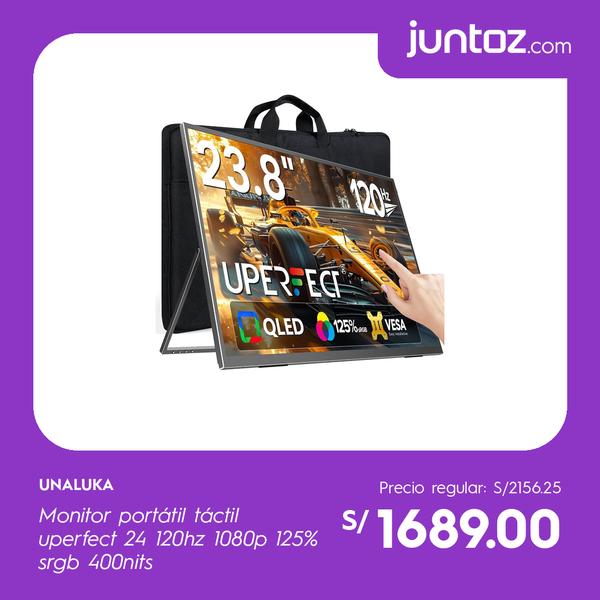 juntoz.com
23.8"
120Hz
UPERFECT
QLED
125% sRGB
VESA
UNALUKA
Precio regular: S/2156.25
Monitor portátil táctil
uperfect 24 120hz 1080p 125%
srgb 400nits
S/1689.00